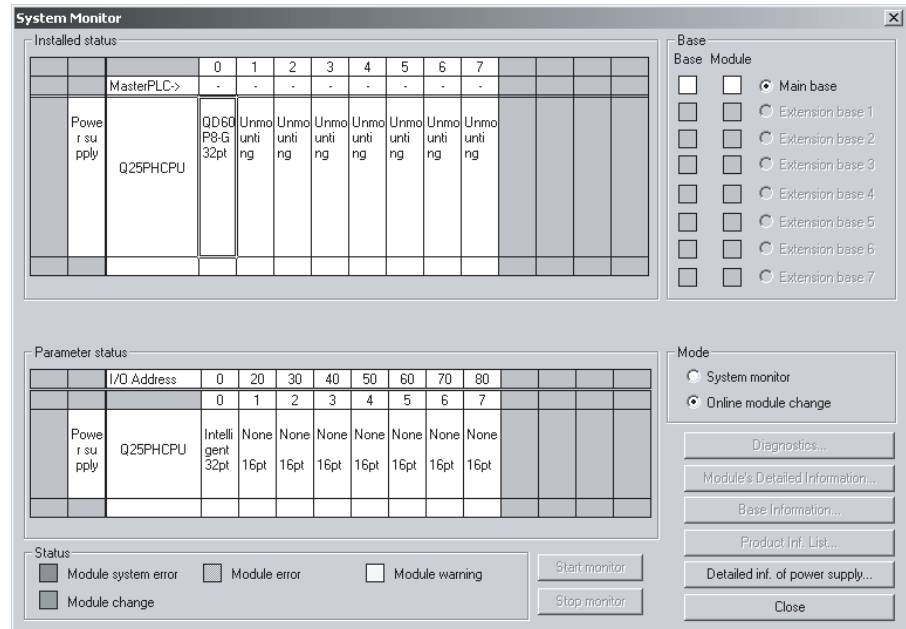 System Monitor
Installed status
0 1 2 3 4 5 6 7
MasterPLC-> - - - - - - - -
Powe
r su
pply
Q25PHCPU
QD60
P8-G
32pt
Unmo
unti
ng
Unmo
unti
ng
Unmo
unti
ng
Unmo
unti
ng
Unmo
unti
ng
Unmo
unti
ng
Unmo
unti
ng
Base
Base Module
Main base
Extension base 1
Extension base 2
Extension base 3
Extension base 4
Extension base 5
Extension base 6
Extension base 7
Parameter status
I/O Address 0 20 30 40 50 60 70 80
0 1 2 3 4 5 6 7
Powe
r su
pply
Q25PHCPU
Intelli
gent
32pt
None
16pt
None
16pt
None
16pt
None
16pt
None
16pt
None
16pt
None
16pt
Mode
System monitor
Online module change
Diagnostics...
Module's Detailed Information...
Base Information...
Product Inf. List...
Detailed inf. of power supply...
Close
Status
Module system error
Module error
Module warning
Module change
Start monitor
Stop monitor